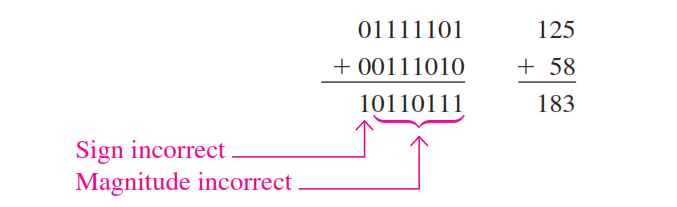 01111101 125
+ 00111010 + 58
10110111 183
Sign incorrect
Magnitude incorrect